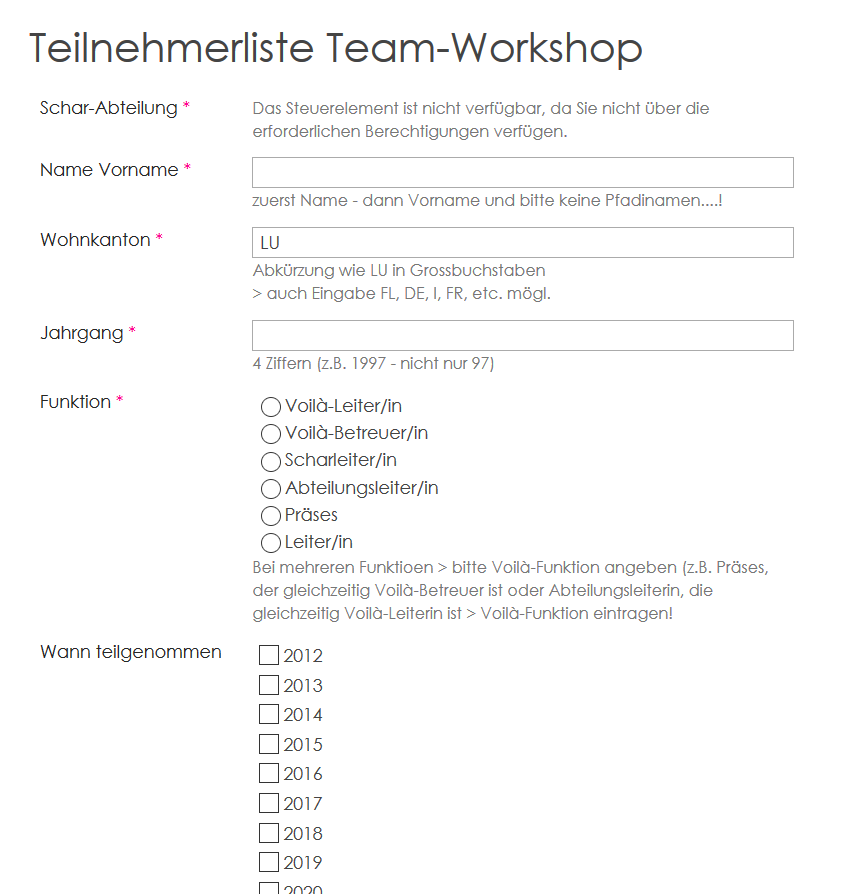 Teilnehmerliste Team-Workshop
Schar-Abteilung *
Das Steuerelement ist nicht verfügbar, da Sie nicht über die
erforderlichen Berechtigungen verfügen.
Name Vorname *
zuerst Name - dann Vorname und bitte keine Pfadinamen....!
Wohnkanton *
LU
Abkürzung wie LU in Grossbuchstaben
> auch Eingabe FL, DE, I, FR, etc. mögl.
Jahrgang *
4 Ziffern (z.B. 1997 - nicht nur 97)
Funktion *
Voilà-Leiter/in
Voilà-Betreuer/in
Scharleiter/in
Abteilungsleiter/in
Präses
Leiter/in
Bei mehreren Funktioen > bitte Voilà-Funktion angeben (z.B. Präses,
der gleichzeitig Voilà-Betreuer ist oder Abteilungsleiterin, die
gleichzeitig Voilà-Leiterin ist > Voilà-Funktion eintragen!
Wann teilgenommen
2012
2013
2014
2015
2016
2017
2018
2019
2020